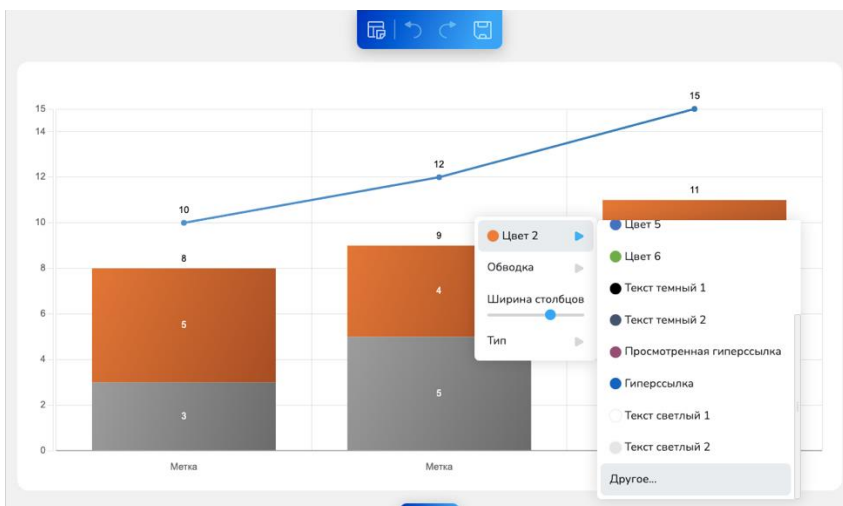 15
15
14
12
12
11
10
10
9
Цвет 2
Цвет 5
8
8
Обводка
Цвет 6
4
Ширина столбцов
Текст темный 1
6
5
Текст темный 2
Тип
Просмотренная гиперссылка
4
Гиперссылка
5
2
3
Текст светлый 1
Текст светлый 2
0
Метка
Метка
Другое...